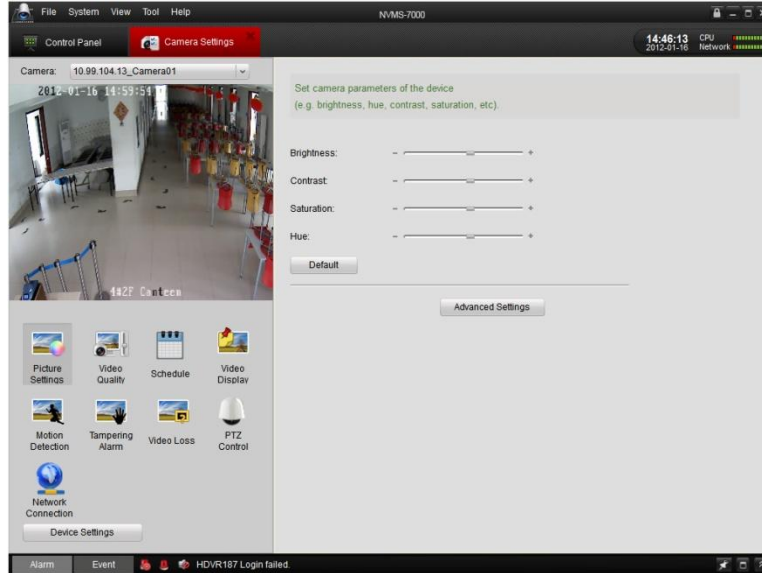 File System View Tool Help
NVMS-7000
Control Panel
Camera Settings
14:46:13
2012-01-16
CPU
Network
Camera: 10.99.104.13_Camera01
2012-01-16 14:59:54
4#2F Canteen
Set camera parameters of the device
(e.g. brightness, hue, contrast, saturation, etc).
Brightness:
Contrast:
Saturation:
Hue:
Default
Advanced Settings
Picture
Settings
Video
Quality
Schedule
Video
Display
Motion
Detection
Tampering
Alarm
Video Loss
PTZ
Control
Network
Connection
Device Settings
Alarm Event HDVR187 Login failed.